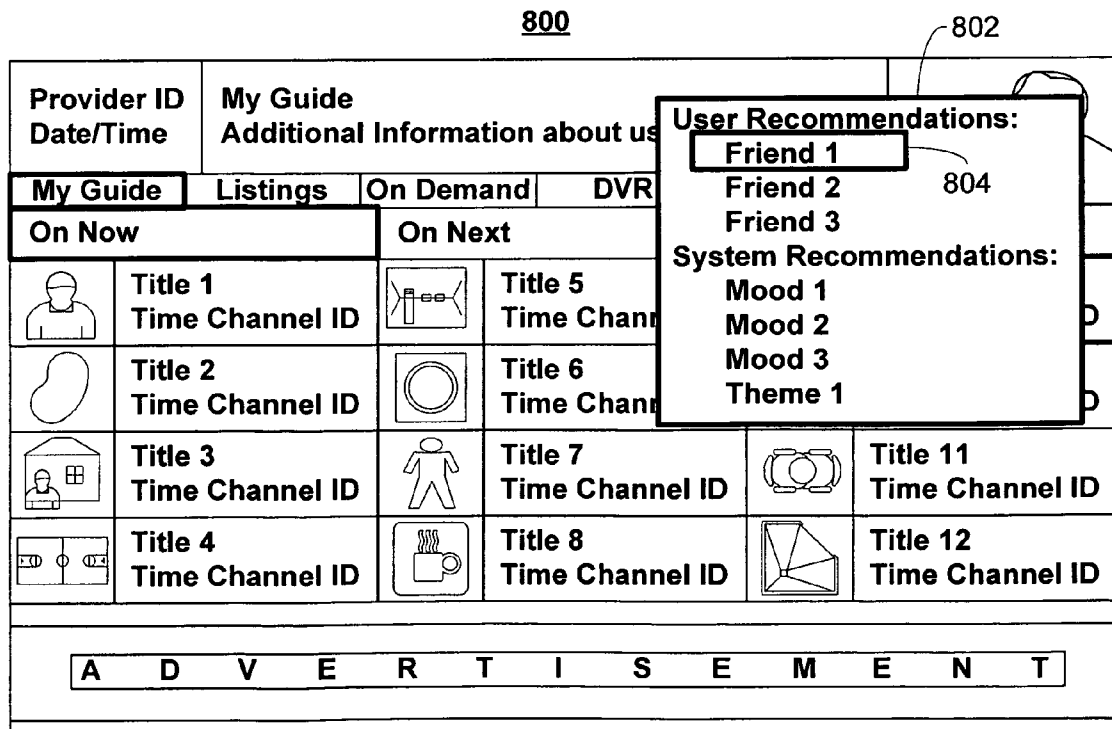 800
802
Provider ID
Date/Time
My Guide
Additional Information about us
User Recommendations:
Friend 1
804
Friend 2
Friend 3
System Recommendations:
Mood 1
Mood 2
Mood 3
Theme 1
My Guide Listings On Demand DVR
On Now On Next
Title 1
Time Channel ID
Title 5
Time Chann
D
Title 2
Time Channel ID
Title 6
Time Chann
D
Title 3
Time Channel ID
Title 7
Time Channel ID
Title 11
Time Channel ID
Title 4
Time Channel ID
Title 8
Time Channel ID
Title 12
Time Channel ID
A D V E R T I S E M E N T